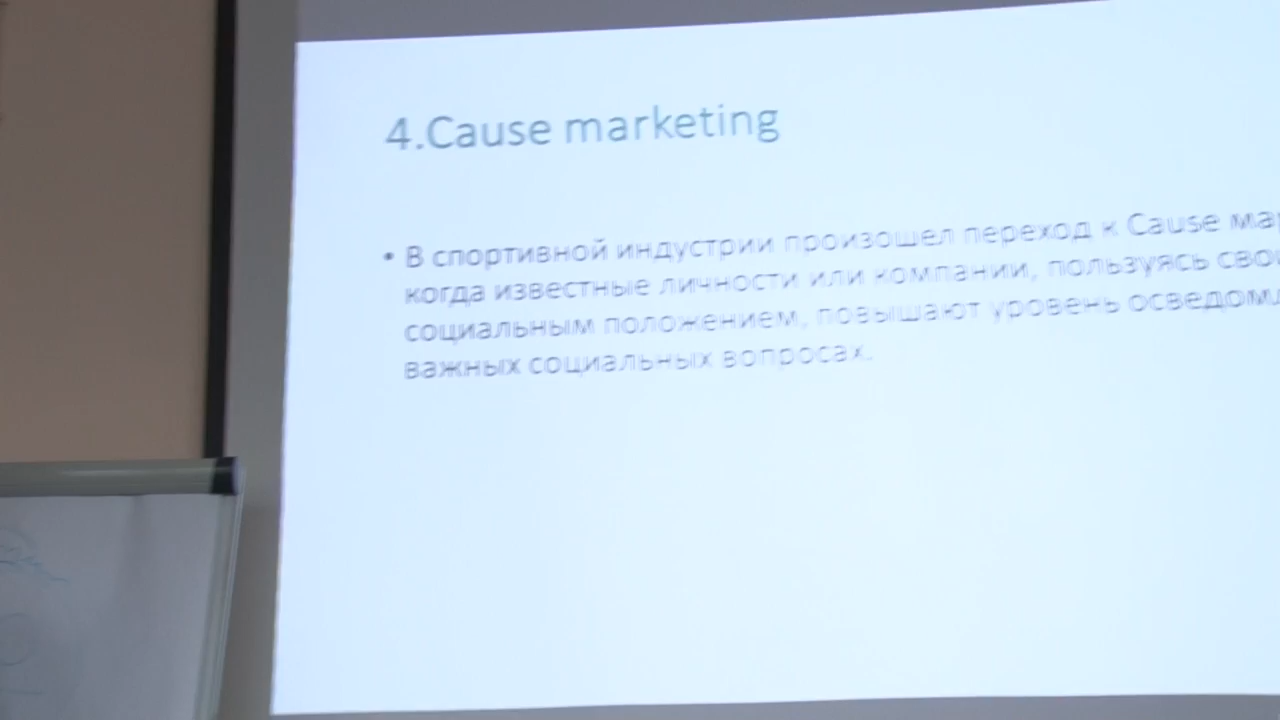 4.Cause marketing
• В спортивной индустрии произошел переход к Cause
когда известные личности или компании, пользуясь
социальным положением, повышают уровень
важных социальных вопросах.